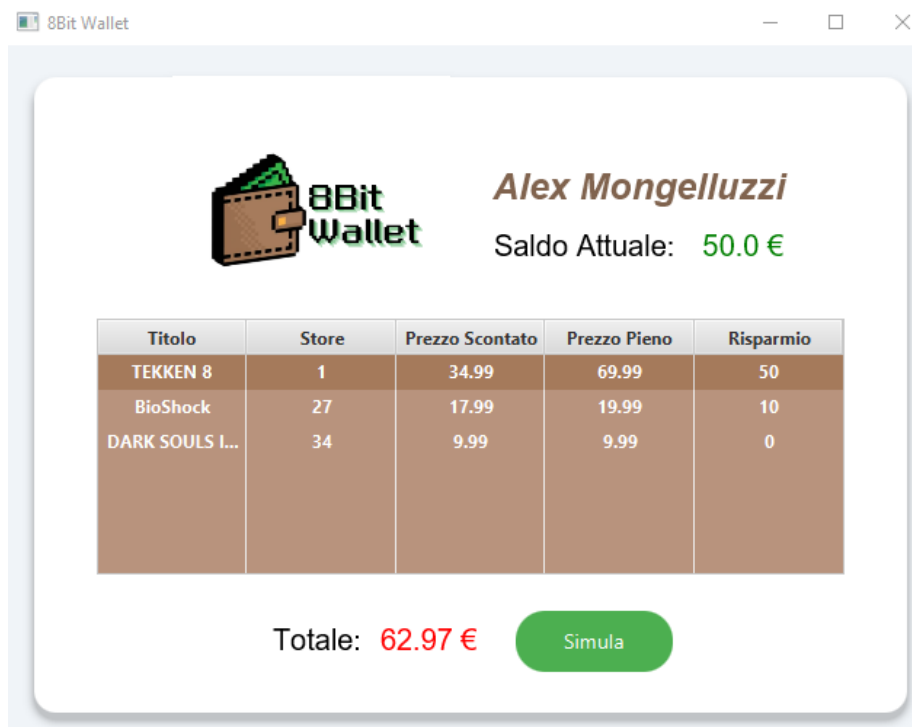 8Bit Wallet
8Bit
Wallet
Alex Mongelluzzi
Saldo Attuale: 50.0 €
Titolo Store Prezzo Scontato Prezzo Pieno Risparmio
TEKKEN 8 1 34.99 69.99 50
BioShock 27 17.99 19.99 10
DARK SOULS I... 34 9.99 9.99 0
Totale: 62.97 € Simula